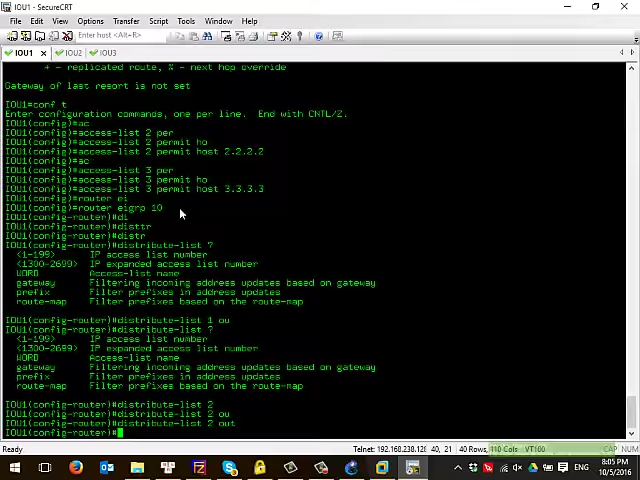 IOU1 - SecureCRT
File Edit View Options Transfer Script Tools Window Help
Enter host <Alt+R>
IOU1 IOU2 IOU3
+ - replicated route, % - next hop override
Gateway of last resort is not set
IOU1#conf t
Enter configuration commands, one per line. End with CNTL/Z.
IOU1(config)#ac
IOU1(config)#access-list 2 per
IOU1(config)#access-list 2 permit ho
IOU1(config)#access-list 2 permit host 2.2.2.2
IOU1(config)#ac
IOU1(config)#access-list 3 per
IOU1(config)#access-list 3 permit ho
IOU1(config)#access-list 3 permit host 3.3.3.3
IOU1(config)#router ei
IOU1(config)#router eigrp 10
IOU1(config-router)#di
IOU1(config-router)#disttr
IOU1(config-router)#distr
IOU1(config-router)#distribute-list ?
<1-199> IP access list number
<1300-2699> IP expanded access list number
WORD Access-list name
gateway Filtering incoming address updates based on gateway
prefix Filter prefixes in address updates
route-map Filter prefixes based on the route-map
IOU1(config-router)#distribute-list 1 ou
IOU1(config-router)#distribute-list ?
<1-199> IP access list number
<1300-2699> IP expanded access list number
WORD Access-list name
gateway Filtering incoming address updates based on gateway
prefix Filter prefixes in address updates
route-map Filter prefixes based on the route-map
IOU1(config-router)#distribute-list 2
IOU1(config-router)#distribute-list 2 ou
IOU1(config-router)#distribute-list 2 out
IOU1(config-router)#
Ready Telnet: 192.168.238.128 40, 21 40 Rows, 110 Cols VT100 CAP NUM
8:05 PM
10/5/2016